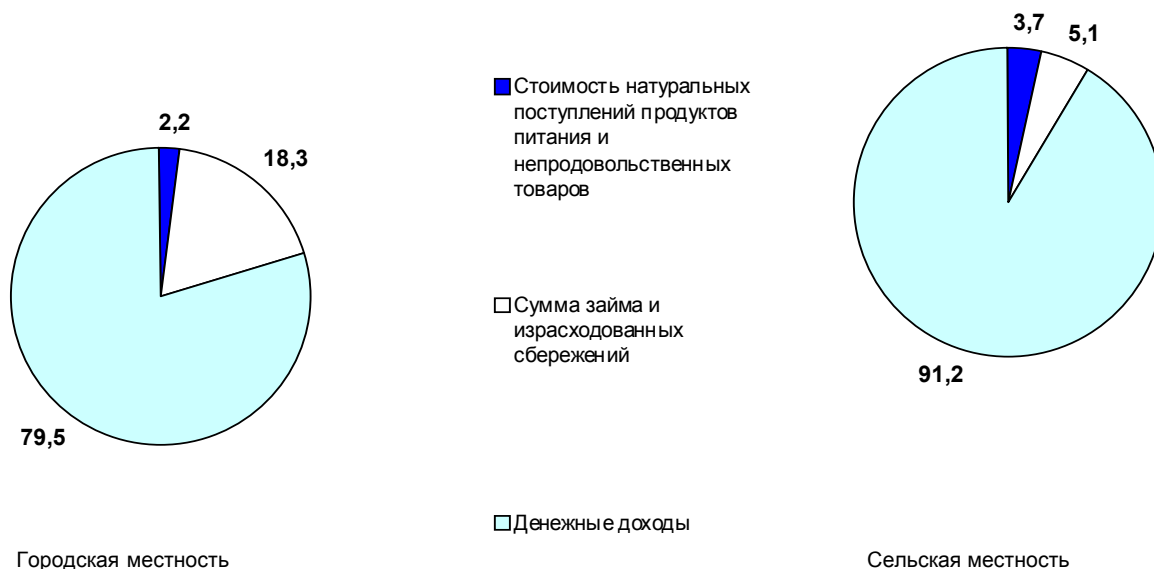 2,2
18,3
79,5
Городская местность
Стоимость натуральных
поступлений продуктов
питания и
непродовольственных
товаров
Сумма займа и
израсходованных
сбережений
Денежные доходы
3,7
5,1
91,2
Сельская местность